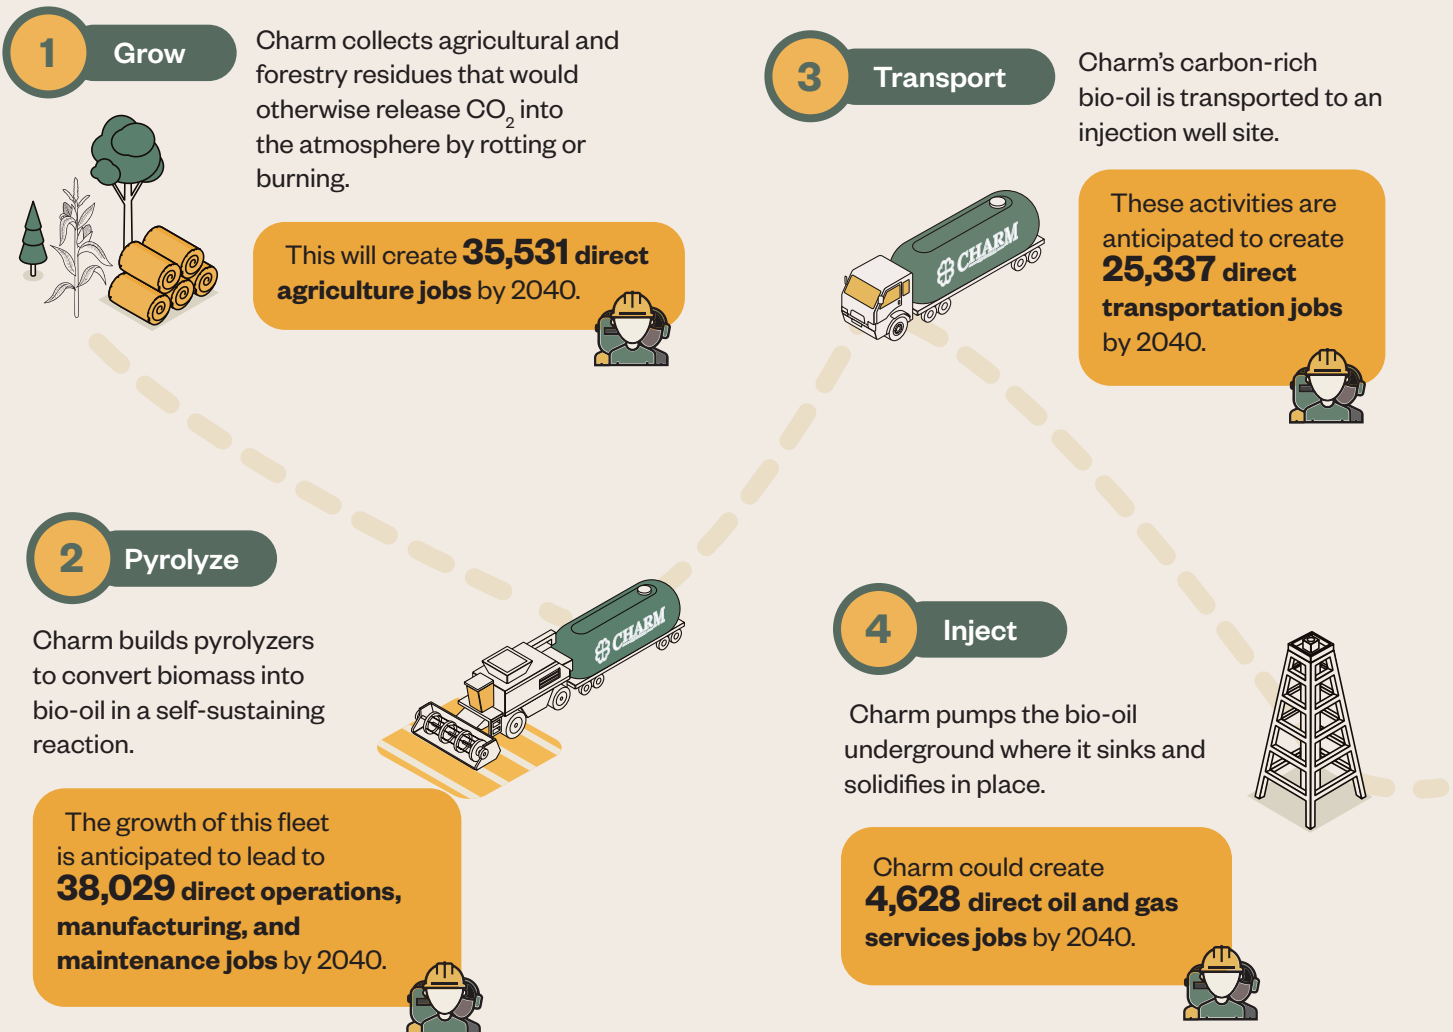 1
Grow
Charm collects agricultural and
forestry residues that would
otherwise release CO₂ into
the atmosphere by rotting or
burning.
This will create 35,531 direct
agriculture jobs by 2040.
2
Pyrolyze
Charm builds pyrolyzers
to convert biomass into
bio-oil in a self-sustaining
reaction.
CHARM
The growth of this fleet
is anticipated to lead to
38,029 direct operations,
manufacturing, and
maintenance jobs by 2040.
3
Transport
Charm’s carbon-rich
bio-oil is transported to an
injection well site.
CHARM
These activities are
anticipated to create
25,337 direct
transportation jobs
by 2040.
4
Inject
Charm pumps the bio-oil
underground where it sinks and
solidifies in place.
Charm could create
4,628 direct oil and gas
services jobs by 2040.